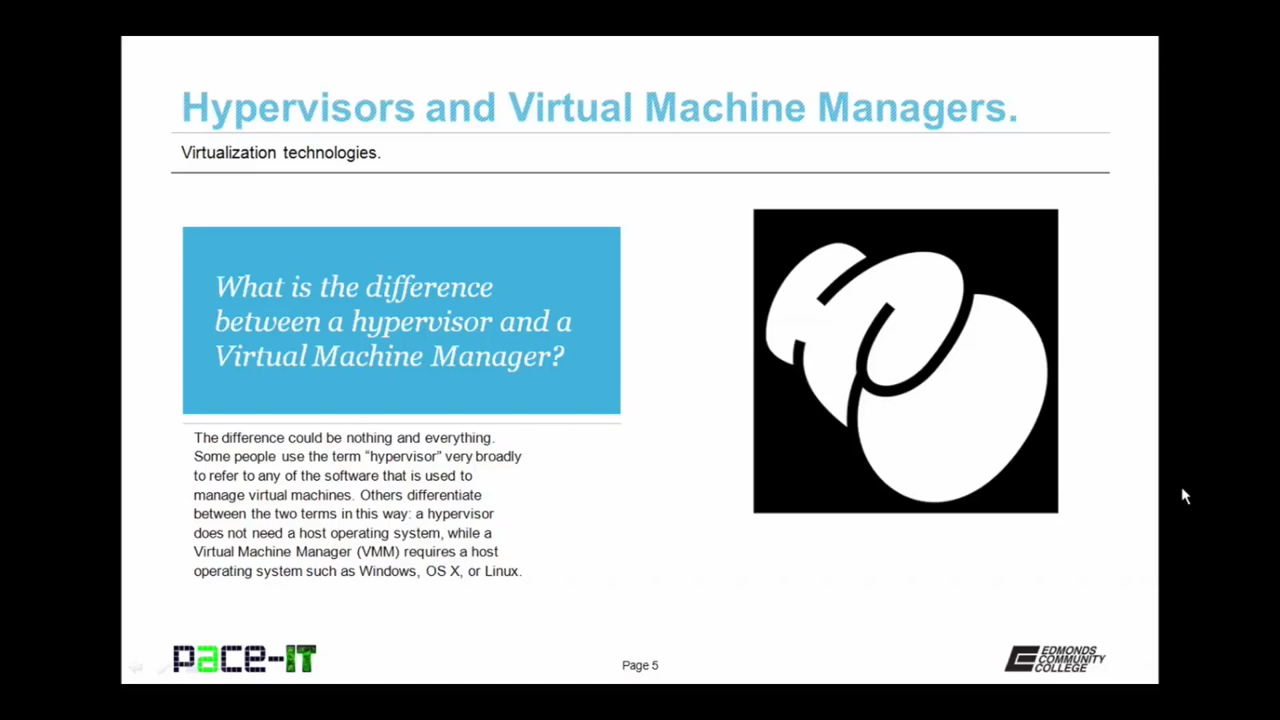 Hypervisors and Virtual Machine Managers.
Virtualization technologies.
What is the difference
between a hypervisor and a
Virtual Machine Manager?
The difference could be nothing and everything.
Some people use the term “hypervisor” very broadly
to refer to any of the software that is used to
manage virtual machines. Others differentiate
between the two terms in this way: a hypervisor
does not need a host operating system, while a
Virtual Machine Manager (VMM) requires a host
operating system such as Windows, OS X, or Linux.
pace-IT
Page 5
EDMONDS
COMMUNITY
COLLEGE